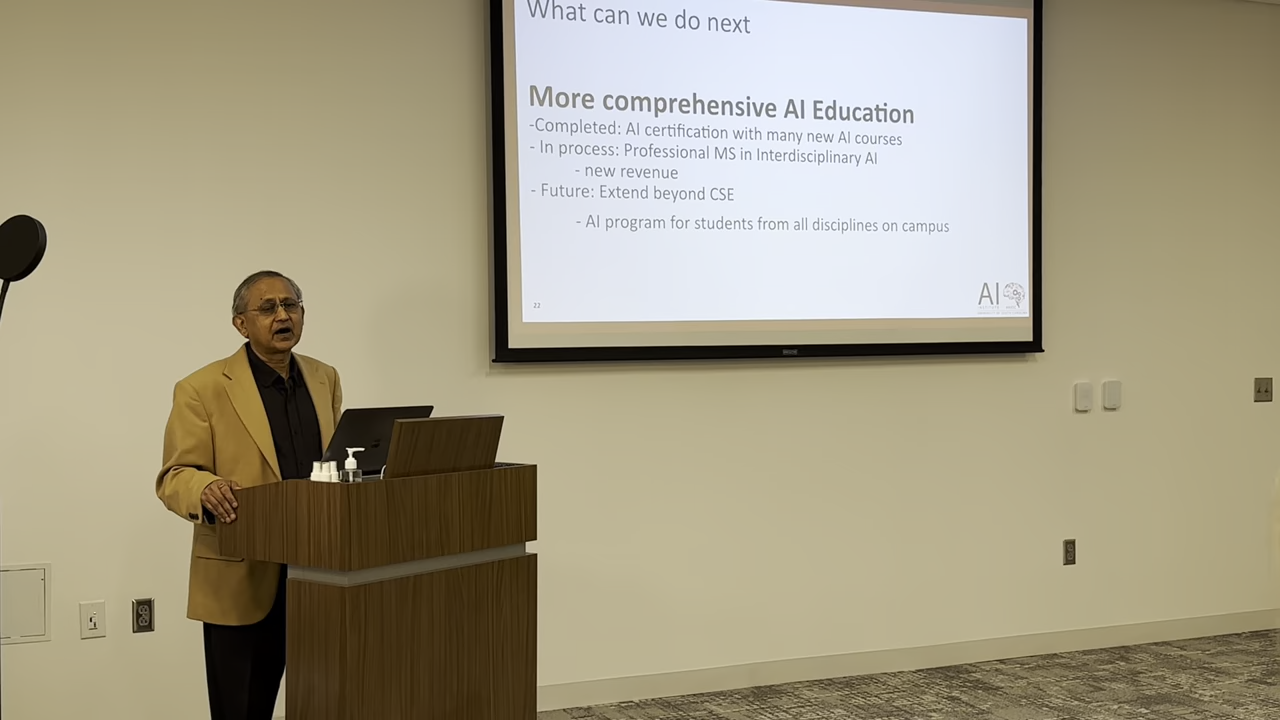 What can we do next
More comprehensive AI Education
-Completed: AI certification with many new AI courses
- In process: Professional MS in Interdisciplinary AI
- new revenue
- Future: Extend beyond CSE
- AI program for students from all disciplines on campus
22
AI